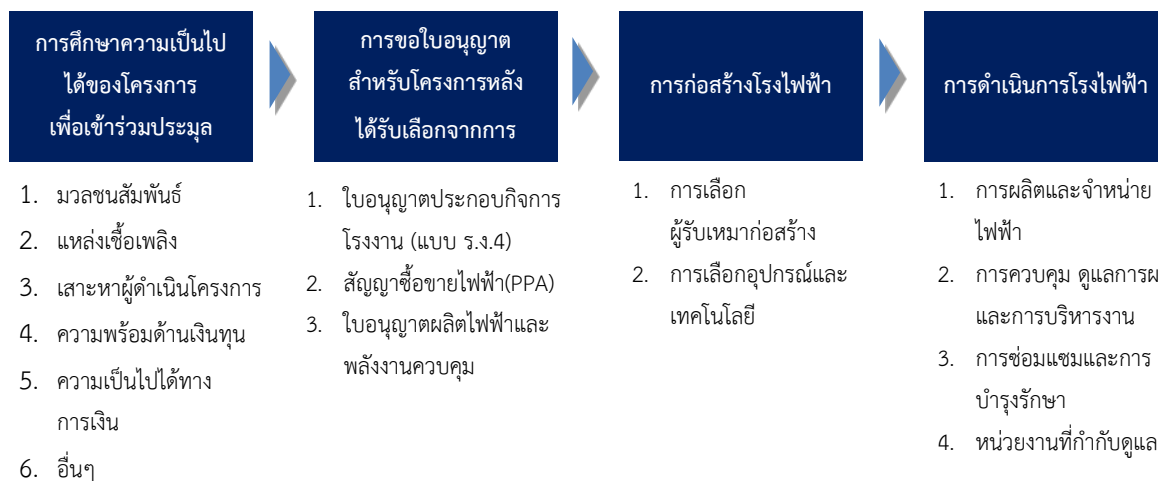 การศึกษาความเป็นไป
ได้ของโครงการ
เพื่อเข้าร่วมประมูล
1. มวลชนสัมพันธ์
2. แหล่งเชื้อเพลิง
3. เสาะหาผู้ดำเนินโครงการ
4. ความพร้อมด้านเงินทุน
5. ความเป็นไปได้ทาง
การเงิน
6. อื่นๆ
การขอใบอนุญาต
สำหรับโครงการหลัง
ได้รับเลือกจากการ
1. ใบอนุญาตประกอบกิจการ
โรงงาน (แบบ ร.ง.4)
2. สัญญาซื้อขายไฟฟ้า(PPA)
3. ใบอนุญาตผลิตไฟฟ้าและ
พลังงานควบคุม
การก่อสร้างโรงไฟฟ้า
1. การเลือก
ผู้รับเหมาก่อสร้าง
2. การเลือกอุปกรณ์และ
เทคโนโลยี
การดำเนินการโรงไฟฟ้า
1. การผลิตและจำหน่าย
ไฟฟ้า
2. การควบคุม ดูแลการผ
และการบริหารงาน
3. การซ่อมแซมและการ
บำรุงรักษา
4. หน่วยงานที่กำกับดูแล